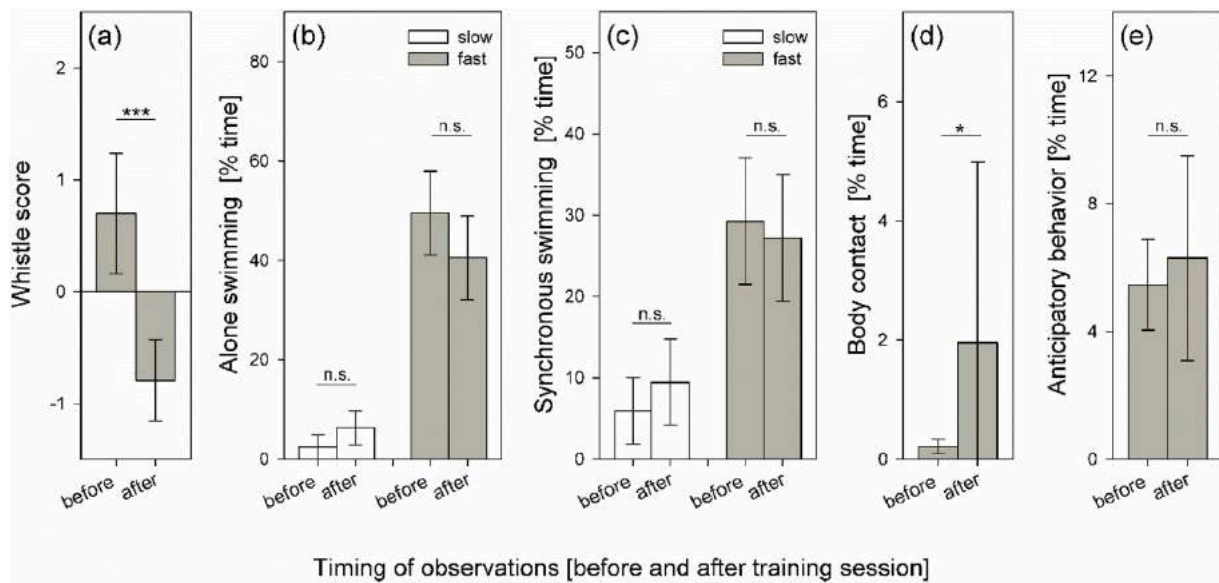 (a)
Whistle score
2
1
0
-1
***
before
after
(b)
Alone swimming [% time]
80
60
40
20
0
slow
fast
n.s.
n.s.
before
after
before
after
(c)
Synchronous swimming [% time]
50
40
30
20
10
0
slow
fast
n.s.
n.s.
before
after
before
after
(d)
Body contact [% time]
6
4
2
0
*
before
after
(e)
Anticipatory behavior [% time]
12
8
4
0
n.s.
before
after
Timing of observations [before and after training session]